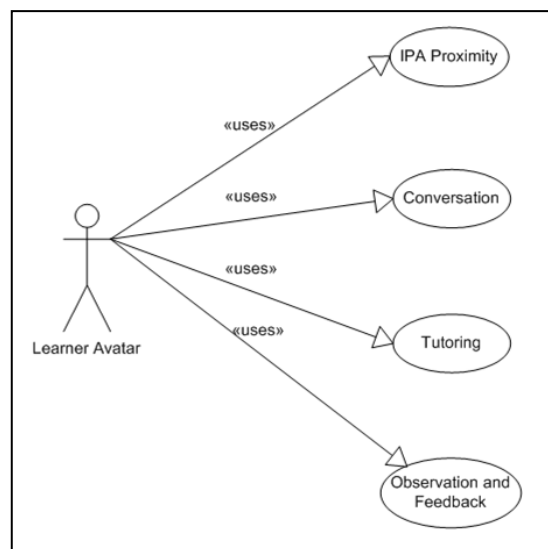 IPA Proximity
«uses»
«uses»
Conversation
«uses»
«uses»
Learner Avatar
Tutoring
Observation and
Feedback